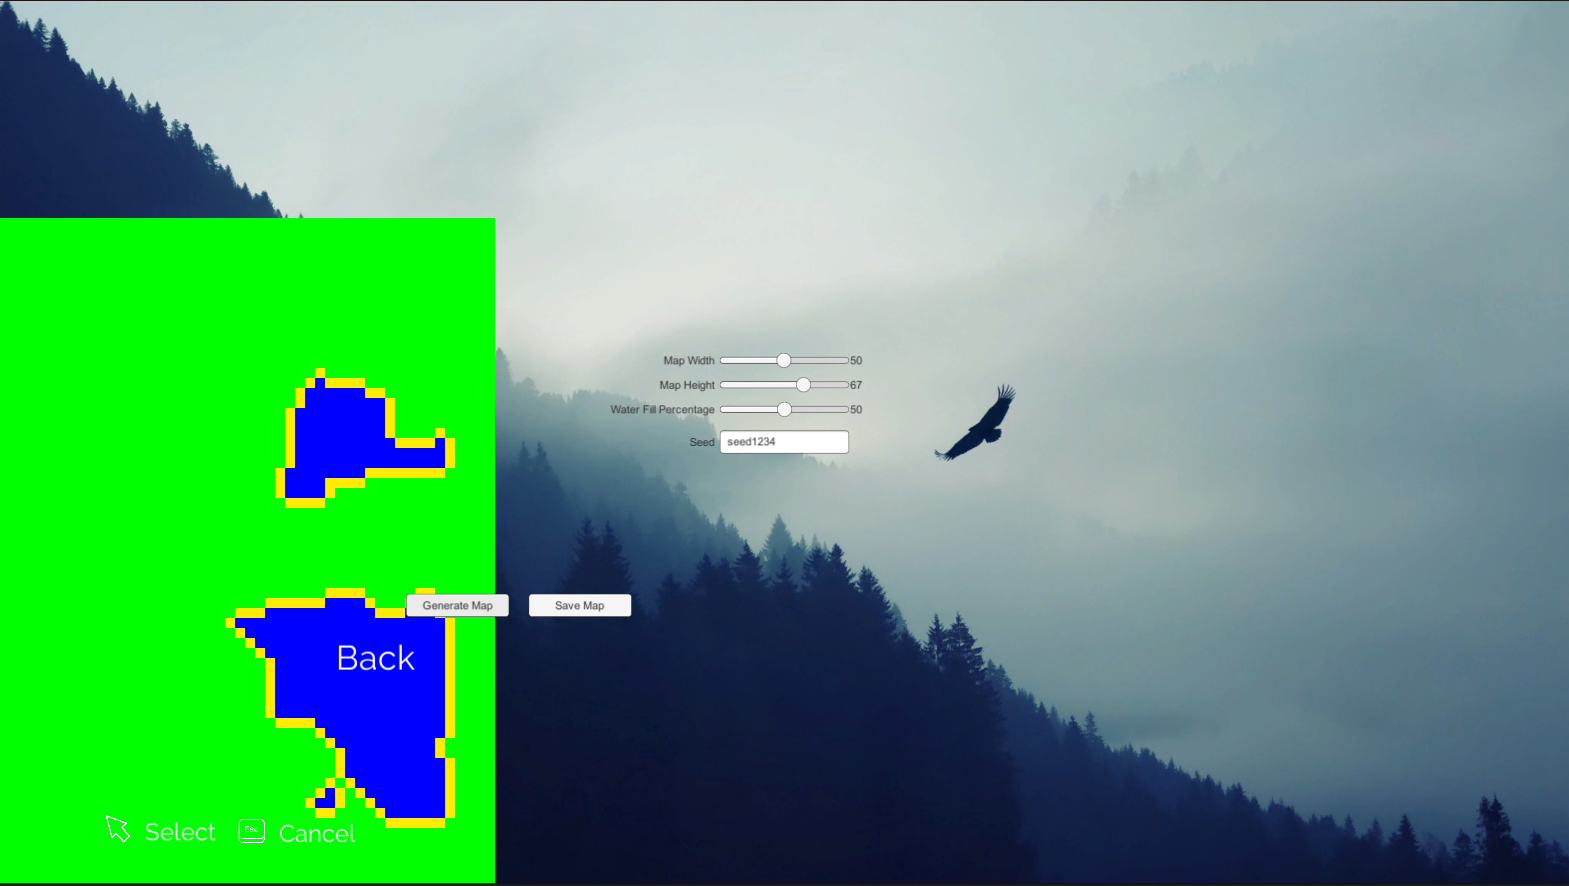 Map Width 50
Map Height 67
Water Fill Percentage 50
Seed seed1234
Generate Map Save Map
Back
Select Esc Cancel